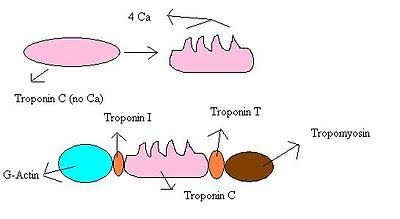 4 Ca
Troponin C (no Ca)
Troponin I
Troponin T
Tropomyosin
G-Actin
Troponin C